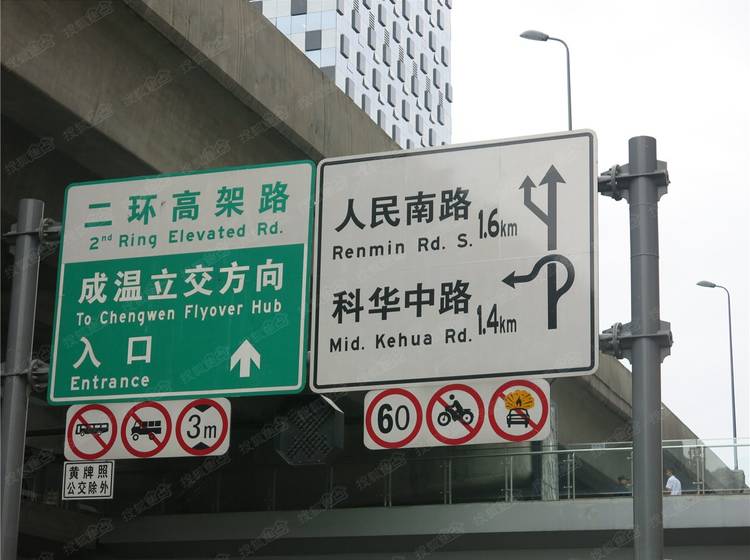 二环高架路
2nd Ring Elevated Rd.
成温立交方向
To Chengwen Flyover Hub
入口
Entrance
3m
黄牌照
公交除外
人民南路
Renmin Rd. S.
1.6km
科华中路
Mid. Kehua Rd.
1.4km
60